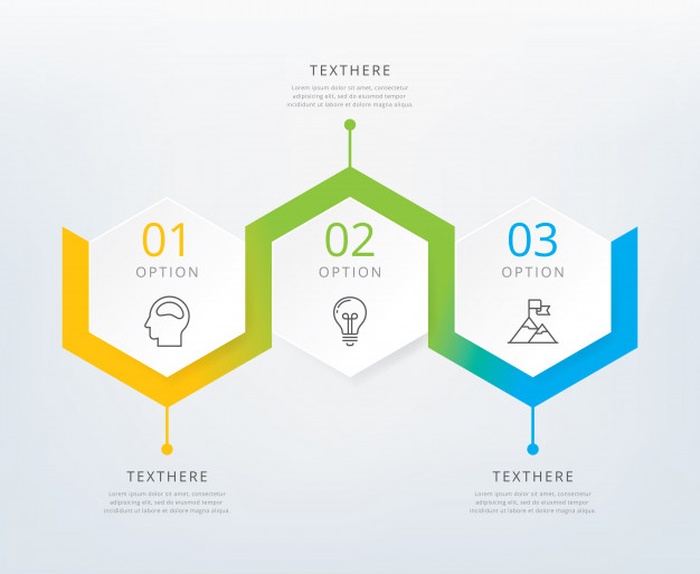 TEXTHERE
Lorem ipsum dolor sit amet, consectetur
adipiscing elit, sed do eiusmod tempor
incididunt ut labore et dolore magna aliqua.
01
OPTION
02
OPTION
03
OPTION
TEXTHERE
Lorem ipsum dolor sit amet, consectetur
adipiscing elit, sed do eiusmod tempor
incididunt ut labore et dolore magna aliqua.
TEXTHERE
Lorem ipsum dolor sit amet, consectetur
adipiscing elit, sed do eiusmod tempor
incididunt ut labore et dolore magna aliqua.